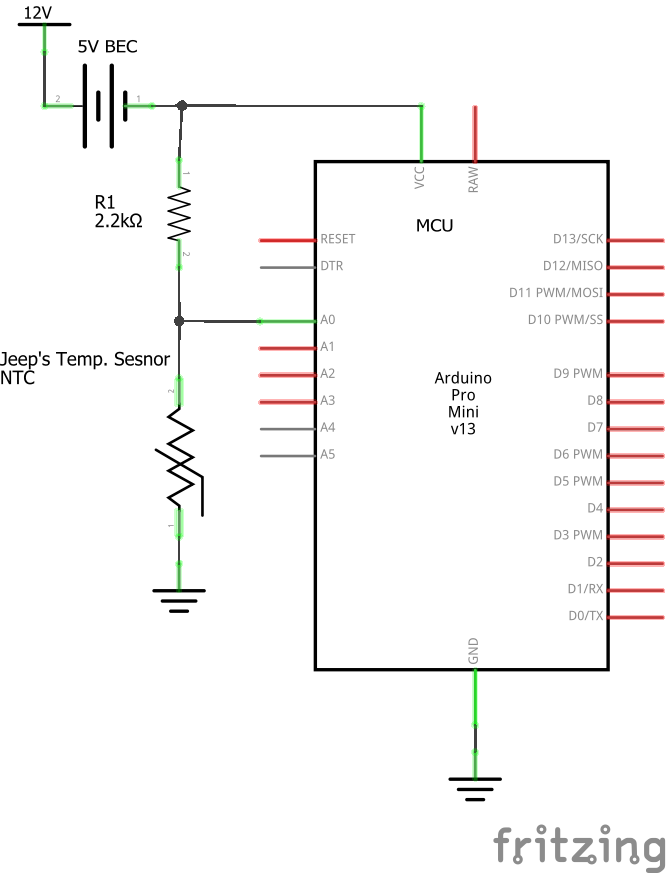 12V
5V BEC
2
1
1
R1
2.2kΩ
2
VCC
RAW
MCU
RESET
DTR
A0
A1
A2
A3
A4
A5
D13/SCK
D12/MISO
D11 PWM/MOSI
D10 PWM/SS
D9 PWM
D8
D7
D6 PWM
D5 PWM
D4
D3 PWM
D2
D1/RX
D0/TX
Jeep's Temp. Sesnor
NTC
2
1
Arduino
Pro
Mini
v13
GND
fritzing